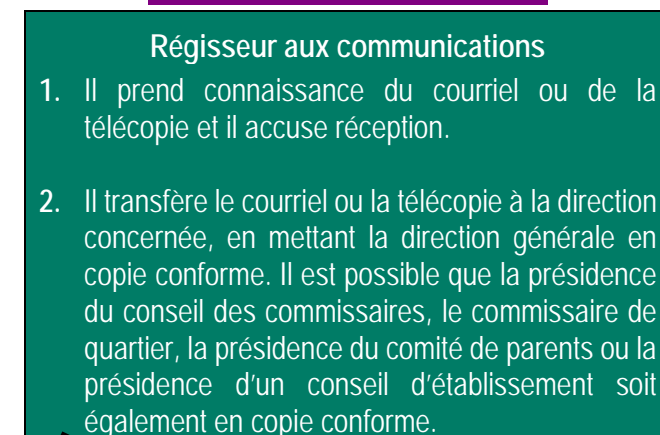 Régisseur aux communications
1. Il prend connaissance du courriel ou de la
télécopie et il accuse réception.
2. Il transfère le courriel ou la télécopie à la direction
concernée, en mettant la direction générale en
copie conforme. Il est possible que la présidence
du conseil des commissaires, le commissaire de
quartier, la présidence du comité de parents ou la
présidence d'un conseil d'établissement soit
également en copie conforme.